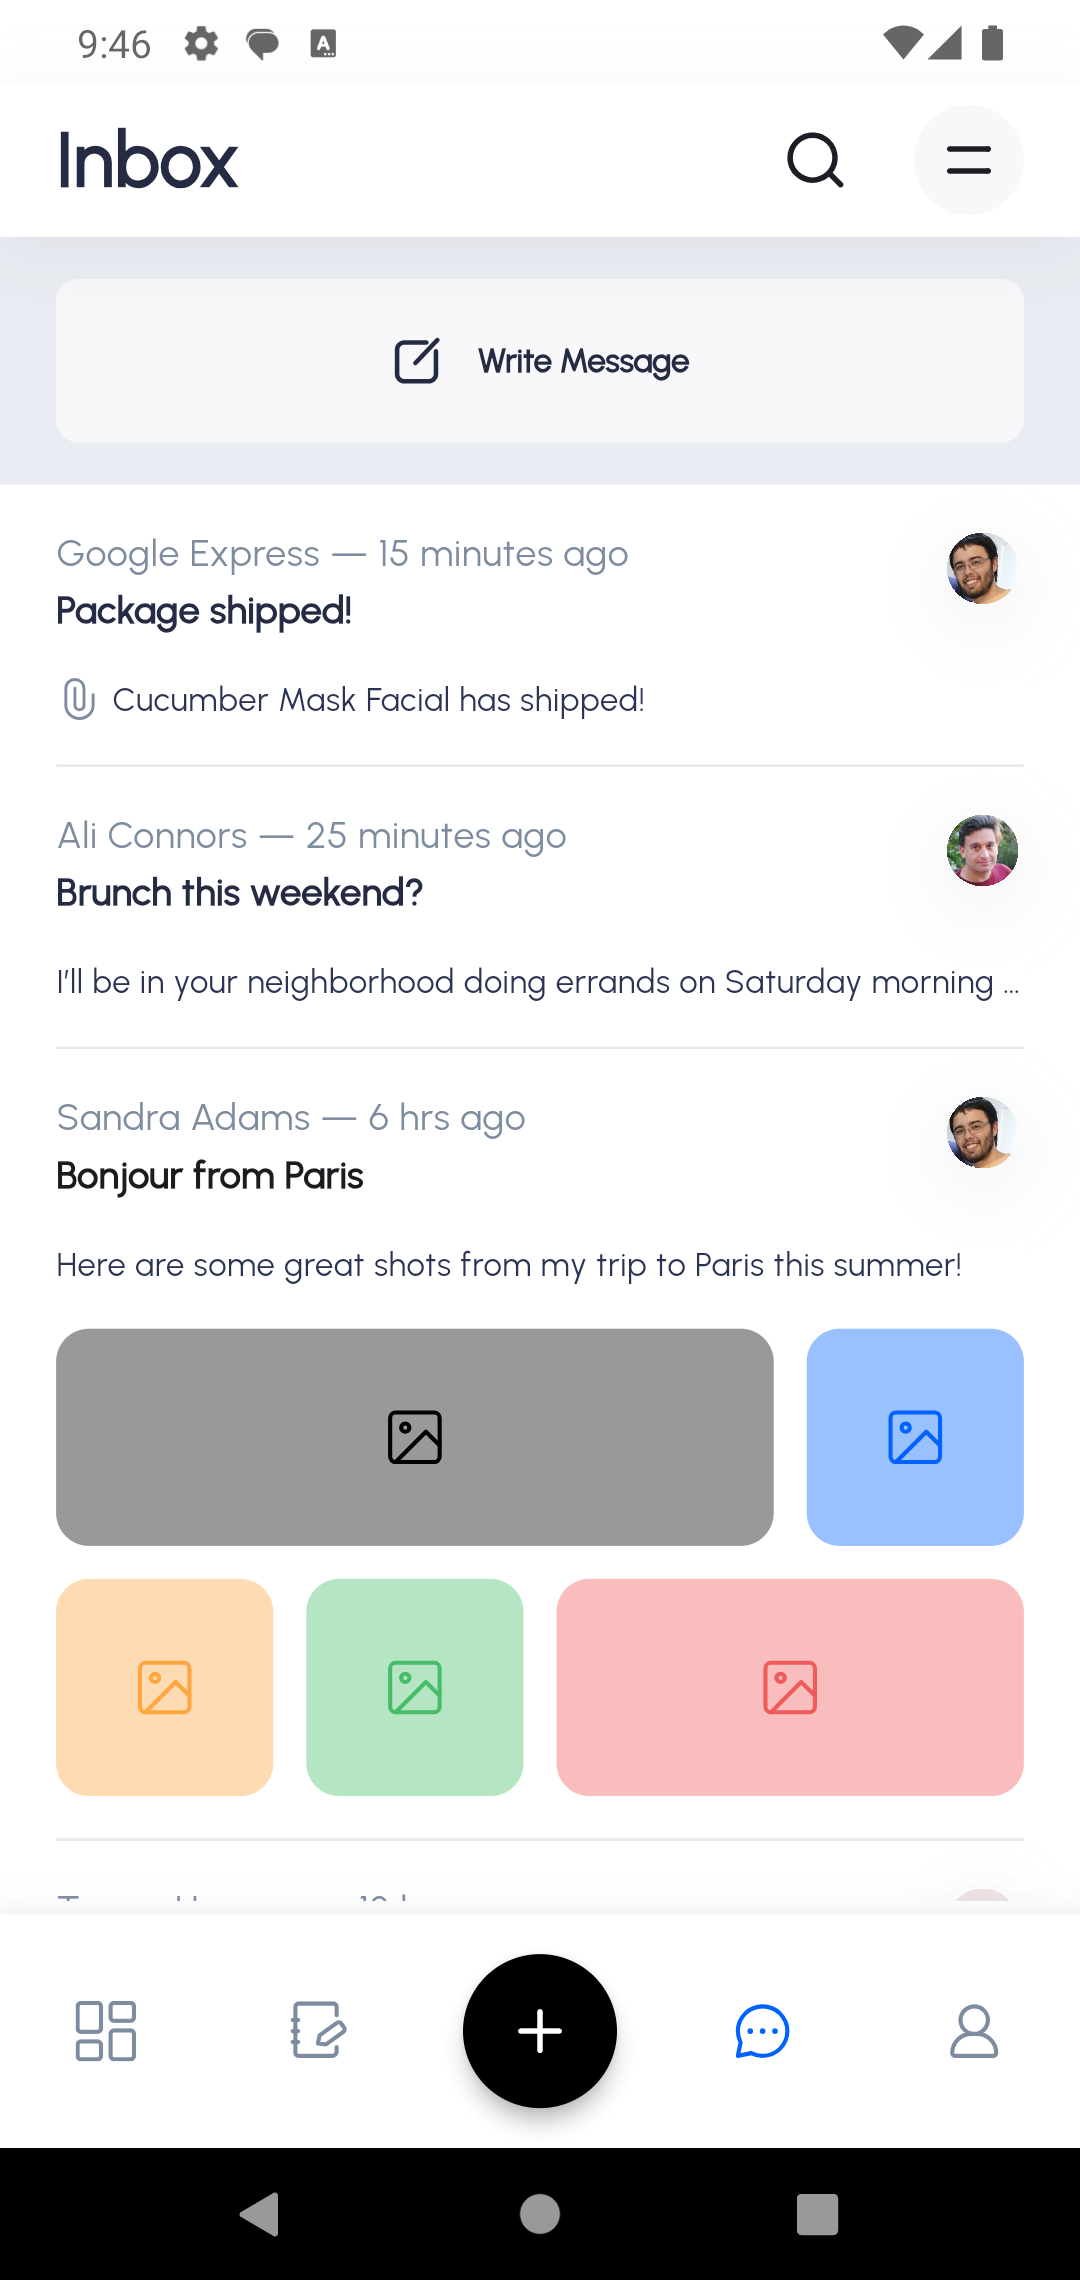 9:46
Inbox
Write Message
Google Express — 15 minutes ago
Package shipped!
Cucumber Mask Facial has shipped!
Ali Connors — 25 minutes ago
Brunch this weekend?
I'll be in your neighborhood doing errands on Saturday morning ...
Sandra Adams — 6 hrs ago
Bonjour from Paris
Here are some great shots from my trip to Paris this summer!